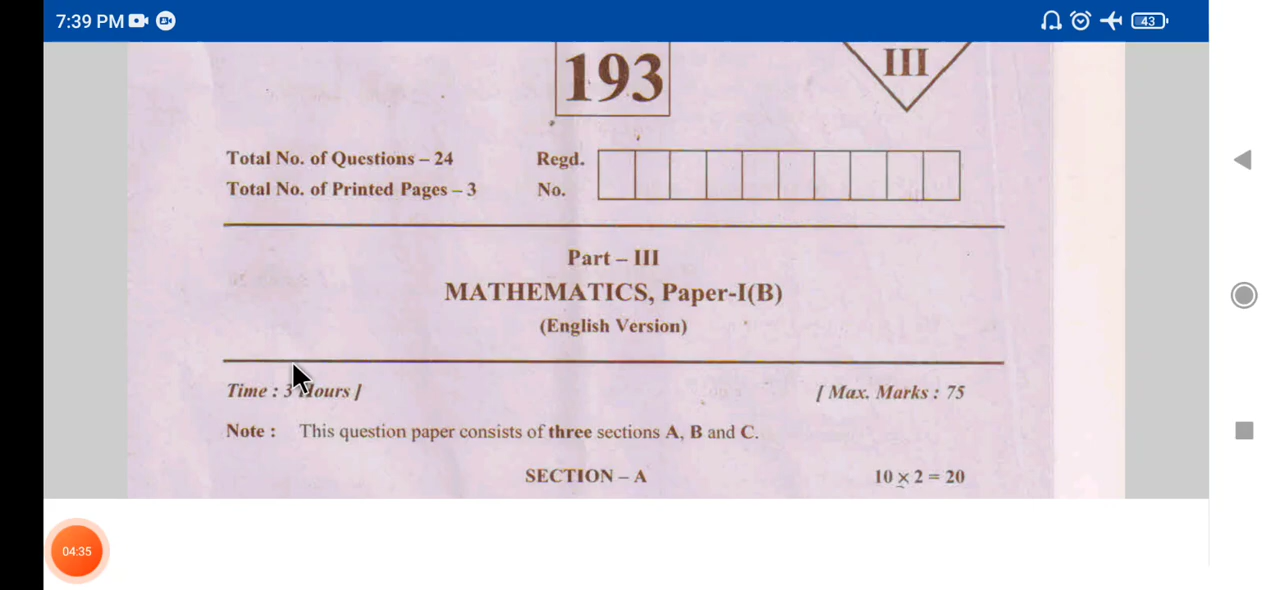 7:39 PM
43
193
III
Total No. of Questions – 24
Regd.
Total No. of Printed Pages – 3
No.
Part – III
MATHEMATICS, Paper-I(B)
(English Version)
Time : 3 Hours ]
[ Max. Marks : 75
Note : This question paper consists of three sections A, B and C.
SECTION – A
10 × 2 = 20
04:35